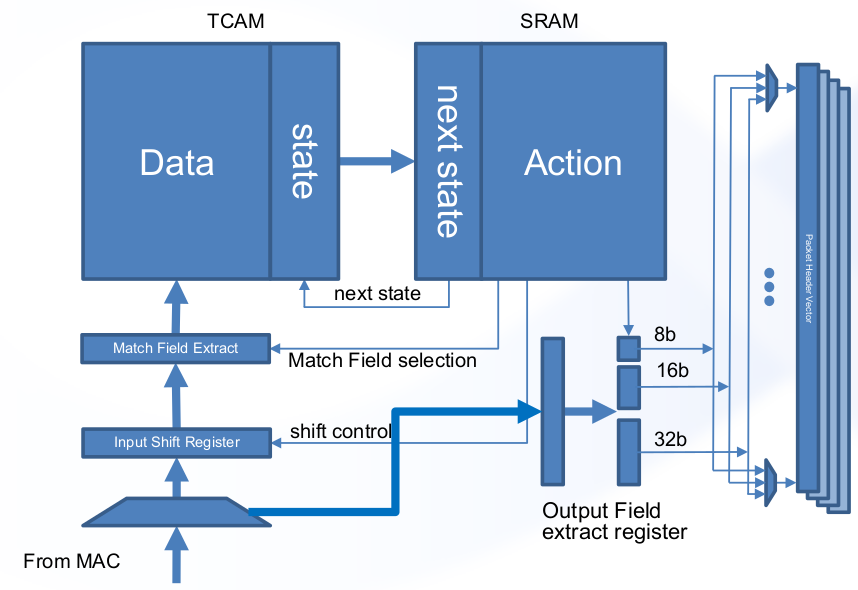 TCAM
SRAM
Data
state
next state
Action
Packet Header Vector
next state
Match Field Extract
Match Field selection
8b
16b
Input Shift Register
shift control
32b
Output Field
extract register
From MAC